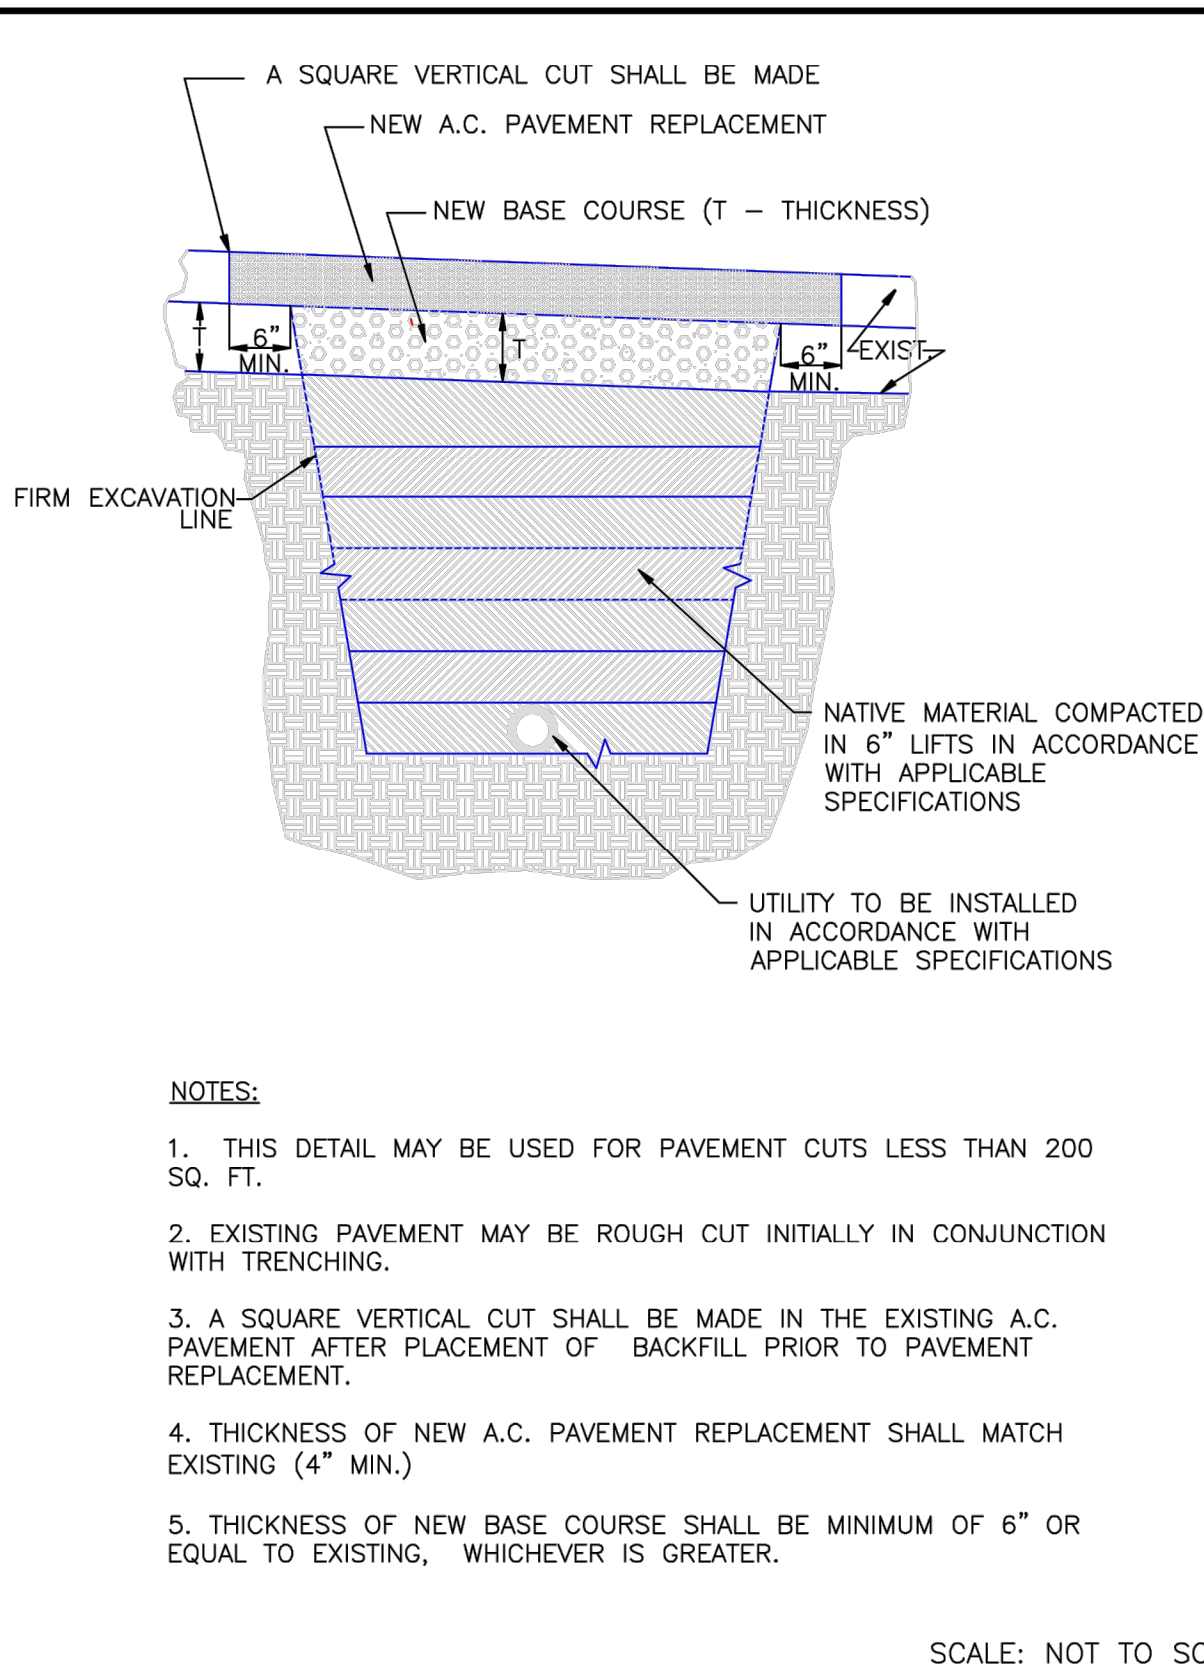 A SQUARE VERTICAL CUT SHALL BE MADE
NEW A.C. PAVEMENT REPLACEMENT
NEW BASE COURSE (T – THICKNESS)
T
6"
MIN.
T
6"
MIN.
EXIST.
FIRM EXCAVATION
LINE
NATIVE MATERIAL COMPACTED
IN 6" LIFTS IN ACCORDANCE
WITH APPLICABLE
SPECIFICATIONS
UTILITY TO BE INSTALLED
IN ACCORDANCE WITH
APPLICABLE SPECIFICATIONS
NOTES:
1. THIS DETAIL MAY BE USED FOR PAVEMENT CUTS LESS THAN 200
SQ. FT.
2. EXISTING PAVEMENT MAY BE ROUGH CUT INITIALLY IN CONJUNCTION
WITH TRENCHING.
3. A SQUARE VERTICAL CUT SHALL BE MADE IN THE EXISTING A.C.
PAVEMENT AFTER PLACEMENT OF BACKFILL PRIOR TO PAVEMENT
REPLACEMENT.
4. THICKNESS OF NEW A.C. PAVEMENT REPLACEMENT SHALL MATCH
EXISTING (4" MIN.)
5. THICKNESS OF NEW BASE COURSE SHALL BE MINIMUM OF 6" OR
EQUAL TO EXISTING, WHICHEVER IS GREATER.
SCALE: NOT TO SC